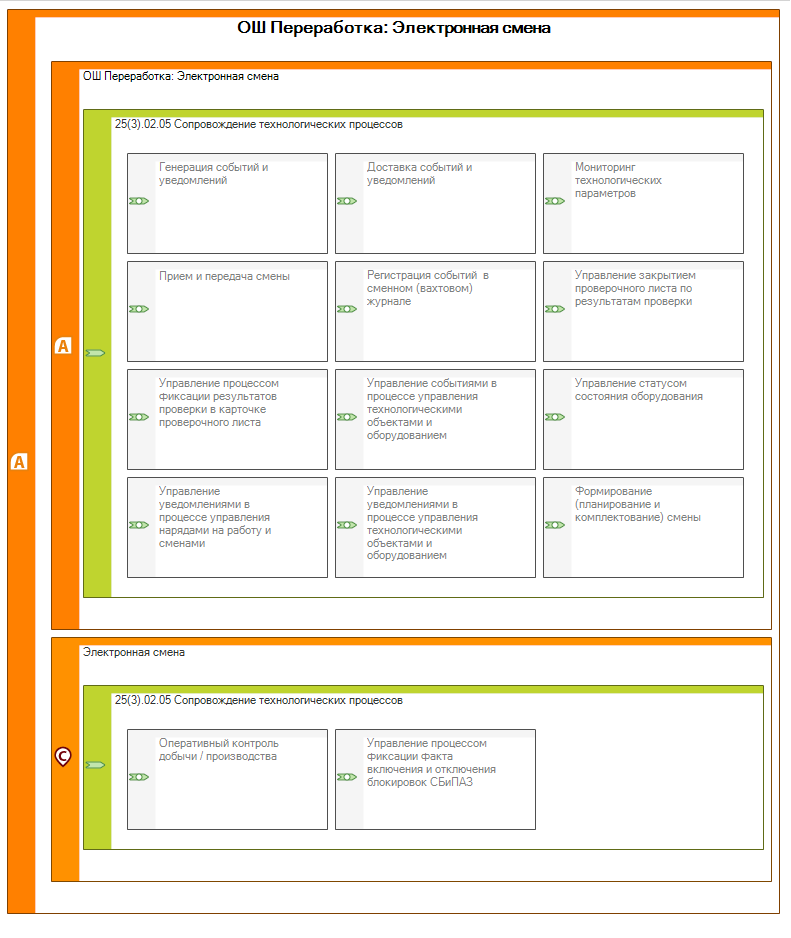 ОШ Переработка: Электронная смена
ОШ Переработка: Электронная смена
25(3).02.05 Сопровождение технологических процессов
Генерация событий и
уведомлений
Доставка событий и
уведомлений
Мониторинг
технологических
параметров
Прием и передача смены
Регистрация событий  в
сменном (вахтовом)
журнале
Управление закрытием
проверочного листа по
результатам проверки
Управление процессом
фиксации результатов
проверки в карточке
проверочного листа
Управление событиями в
процессе управления
технологическими
объектами и
оборудованием
Управление статусом
состояния оборудования
Управление
уведомлениями в
процессе управления
нарядами на работу и
сменами
Управление
уведомлениями в
процессе управления
технологическими
объектами и
оборудованием
Формирование
(планирование и
комплектование) смены
A
A
Электронная смена
25(3).02.05 Сопровождение технологических процессов
Оперативный контроль
добычи / производства
Управление процессом
фиксации факта
включения и отключения
блокировок СБиПАЗ
C